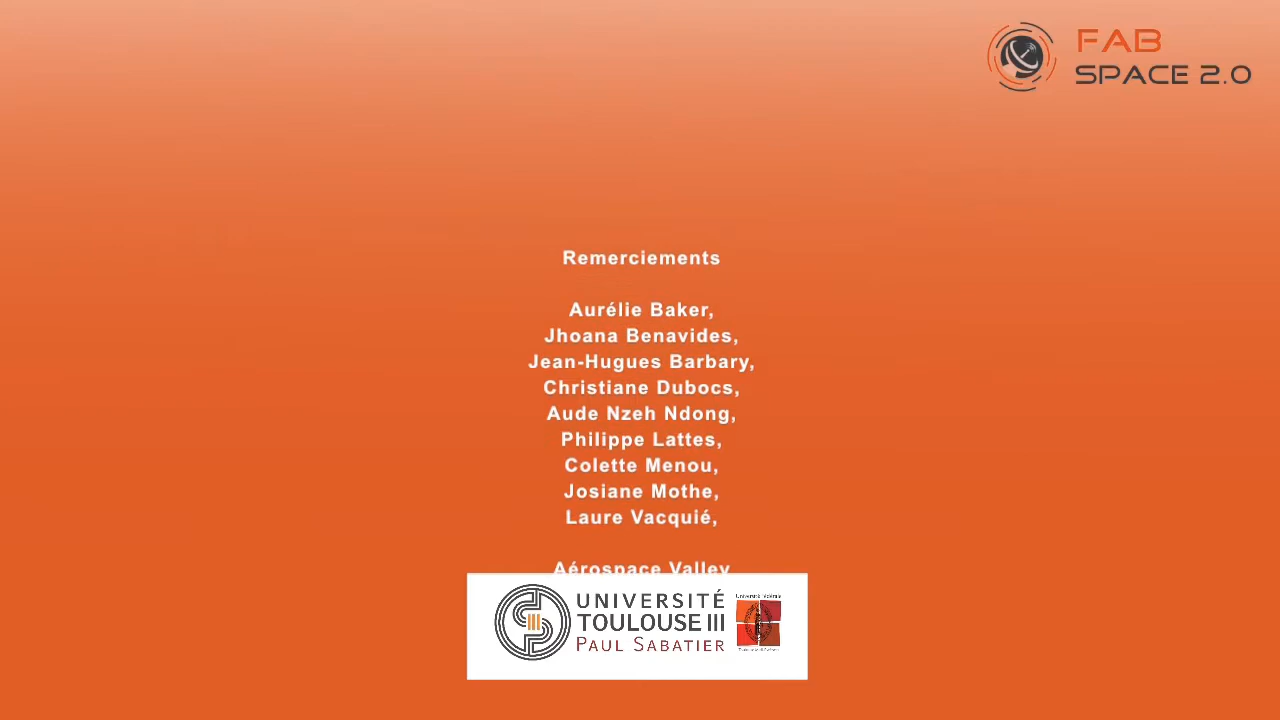 FAB
SPACE 2.0
Remerciements
Aurélie Baker,
Jhoana Benavides,
Jean-Hugues Barbary,
Christiane Dubocs,
Aude Nzeh Ndong,
Philippe Lattes,
Colette Menou,
Josiane Mothe,
Laure Vacquié,
Aérospace Valley
UNIVERSITÉ
TOULOUSE III
PAUL SABATIER
Université